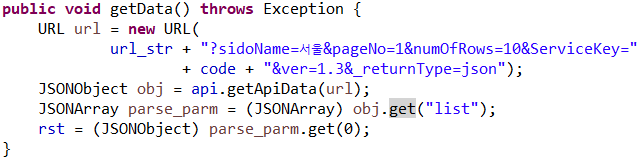 public void getData() throws Exception {
URL url = new URL(
url_str + "?sidoName=서울&pageNo=1&numOfRows=10&ServiceKey="
+ code + "&ver=1.3&_returnType=json");
JSONObject obj = api.getApiData(url);
JSONArray parse_parm = (JSONArray) obj.get("list");
rst = (JSONObject) parse_parm.get(0);
}